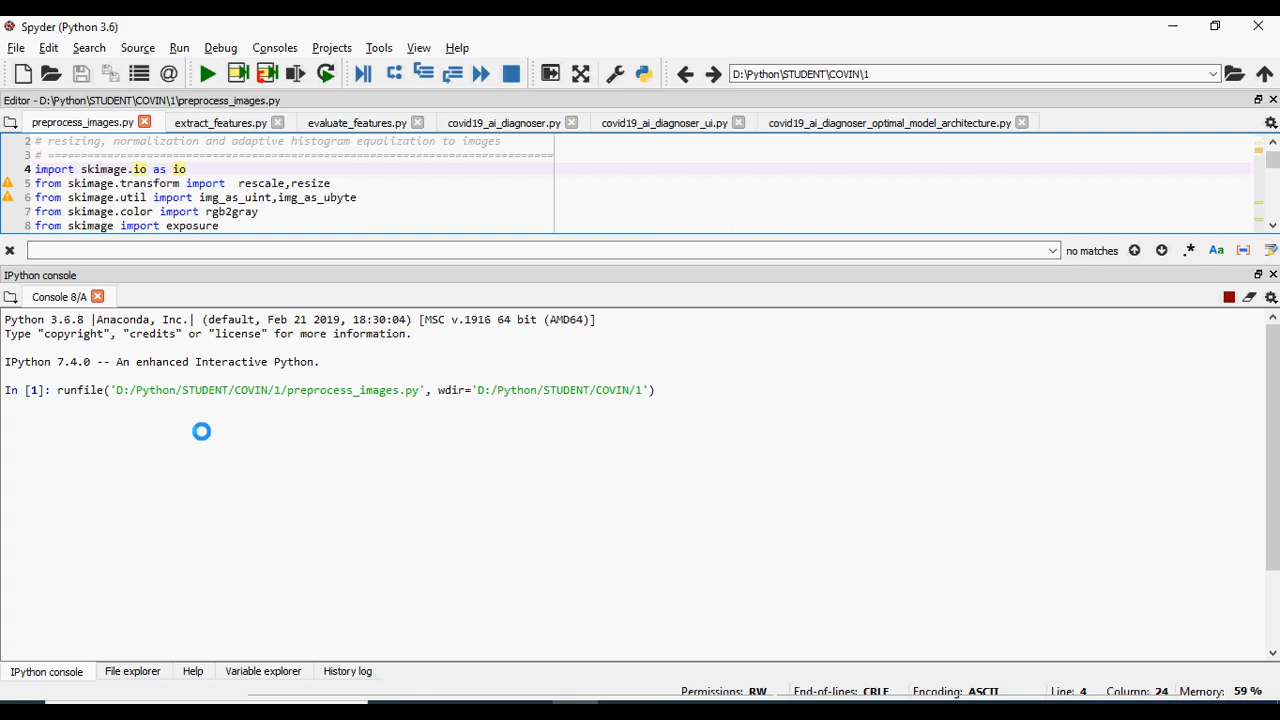 Spyder (Python 3.6)
File Edit Search Source Run Debug Consoles Projects Tools View Help
D:\Python\STUDENT\COVIN\1
Editor - D:\Python\STUDENT\COVIN\1\preprocess_images.py
preprocess_images.py extract_features.py evaluate_features.py covid19_ai_diagnoser.py covid19_ai_diagnoser_ui.py covid19_ai_diagnoser_optimal_model_architecture.py
2 # resizing, normalization and adaptive histogram equalization to images
3 # =========================================================================
4 import skimage.io as io
5 from skimage.transform import  rescale,resize
6 from skimage.util import img_as_uint,img_as_ubyte
7 from skimage.color import rgb2gray
8 from skimage import exposure
no matches .* Aa
IPython console
Console 8/A
Python 3.6.8 |Anaconda, Inc.| (default, Feb 21 2019, 18:30:04) [MSC v.1916 64 bit (AMD64)]
Type "copyright", "credits" or "license" for more information.
IPython 7.4.0 -- An enhanced Interactive Python.
In [1]: runfile('D:/Python/STUDENT/COVIN/1/preprocess_images.py', wdir='D:/Python/STUDENT/COVIN/1')
IPython console File explorer Help Variable explorer History log
Permissions: RW End-of-lines: CRLF Encoding: ASCII Line: 4 Column: 24 Memory: 59 %